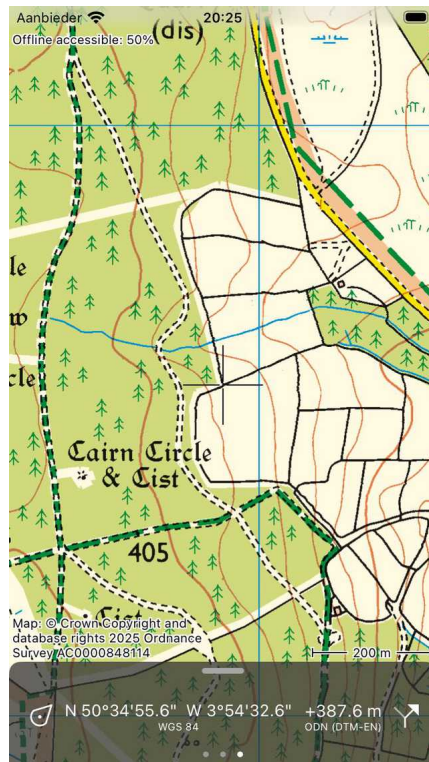 Aanbieder 20:25
Offline accessible: 50%
(dis)
le
w
cle
Cairn Circle
& Cist
405
Cist
Map: © Crown Copyright and
database rights 2025 Ordnance
Survey AC0000848114
200 m
N 50°34'55.6" W 3°54'32.6" +387.6 m
WGS 84 ODN (DTM-EN)